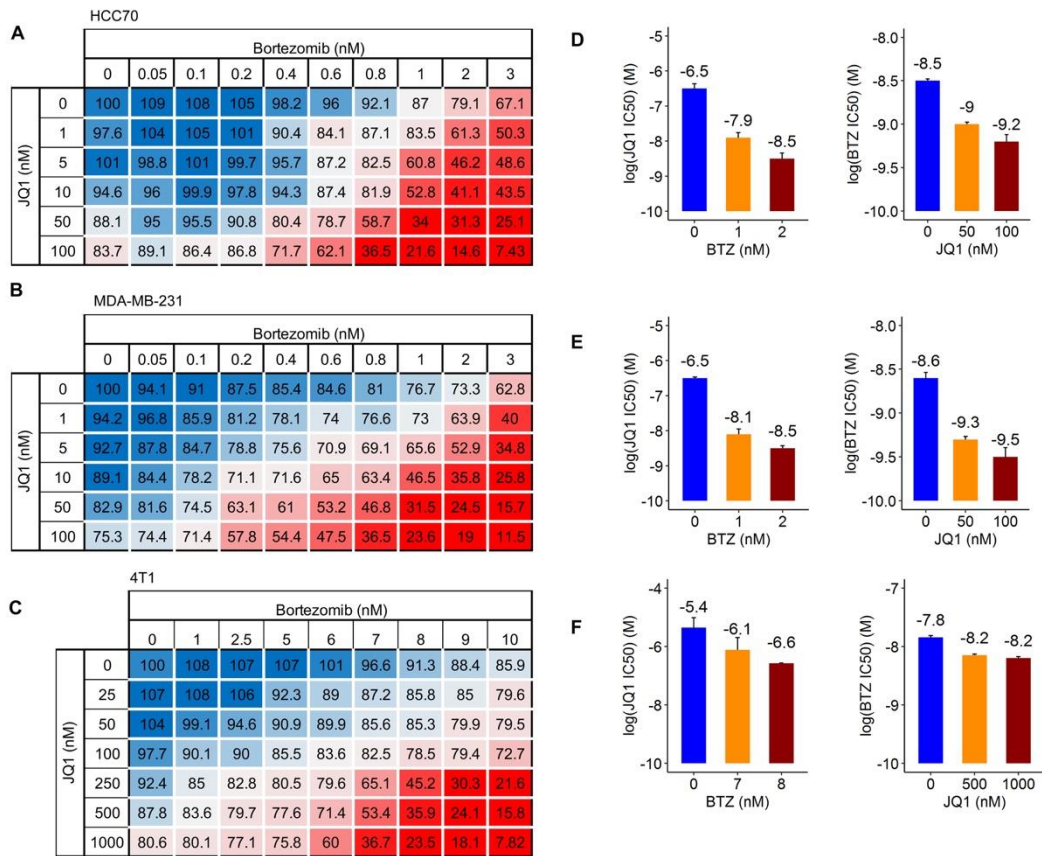 HCC70
A
Bortezomib (nM)
0 0.05 0.1 0.2 0.4 0.6 0.8 1 2 3
JQ1 (nM)
0 100 109 108 105 98.2 96 92.1 87 79.1 67.1
1 97.6 104 105 101 90.4 84.1 87.1 83.5 61.3 50.3
5 101 98.8 101 99.7 95.7 87.2 82.5 60.8 46.2 48.6
10 94.6 96 99.9 97.8 94.3 87.4 81.9 52.8 41.1 43.5
50 88.1 95 95.5 90.8 80.4 78.7 58.7 34 31.3 25.1
100 83.7 89.1 86.4 86.8 71.7 62.1 36.5 21.6 14.6 7.43
B
MDA-MB-231
Bortezomib (nM)
0 0.05 0.1 0.2 0.4 0.6 0.8 1 2 3
JQ1 (nM)
0 100 94.1 91 87.5 85.4 84.6 81 76.7 73.3 62.8
1 94.2 96.8 85.9 81.2 78.1 74 76.6 73 63.9 40
5 92.7 87.8 84.7 78.8 75.6 70.9 69.1 65.6 52.9 34.8
10 89.1 84.4 78.2 71.1 71.6 65 63.4 46.5 35.8 25.8
50 82.9 81.6 74.5 63.1 61 53.2 46.8 31.5 24.5 15.7
100 75.3 74.4 71.4 57.8 54.4 47.5 36.5 23.6 19 11.5
4T1
C
Bortezomib (nM)
0 1 2.5 5 6 7 8 9 10
JQ1 (nM)
0 100 108 107 107 101 96.6 91.3 88.4 85.9
25 107 108 106 92.3 89 87.2 85.8 85 79.6
50 104 99.1 94.6 90.9 89.9 85.6 85.3 79.9 79.5
100 97.7 90.1 90 85.5 83.6 82.5 78.5 79.4 72.7
250 92.4 85 82.8 80.5 79.6 65.1 45.2 30.3 21.6
500 87.8 83.6 79.7 77.6 71.4 53.4 35.9 24.1 15.8
1000 80.6 80.1 77.1 75.8 60 36.7 23.5 18.1 7.82
D
log(JQ1 IC50) (M)
-5
-6
-7
-8
-9
-10
-6.5
-7.9
-8.5
0 1 2
BTZ (nM)
log(BTZ IC50) (M)
-8.0
-8.5
-9.0
-9.5
-10.0
-8.5
-9
-9.2
0 50 100
JQ1 (nM)
E
log(JQ1 IC50) (M)
-5
-6
-7
-8
-9
-10
-6.5
-8.1
-8.5
0 1 2
BTZ (nM)
log(BTZ IC50) (M)
-8.0
-8.5
-9.0
-9.5
-10.0
-8.6
-9.3
-9.5
0 50 100
JQ1 (nM)
F
log(JQ1 IC50) (M)
-4
-6
-8
-10
-5.4
-6.1
-6.6
0 7 8
BTZ (nM)
log(BTZ IC50) (M)
-7
-8
-9
-10
-7.8
-8.2
-8.2
0 500 1000
JQ1 (nM)